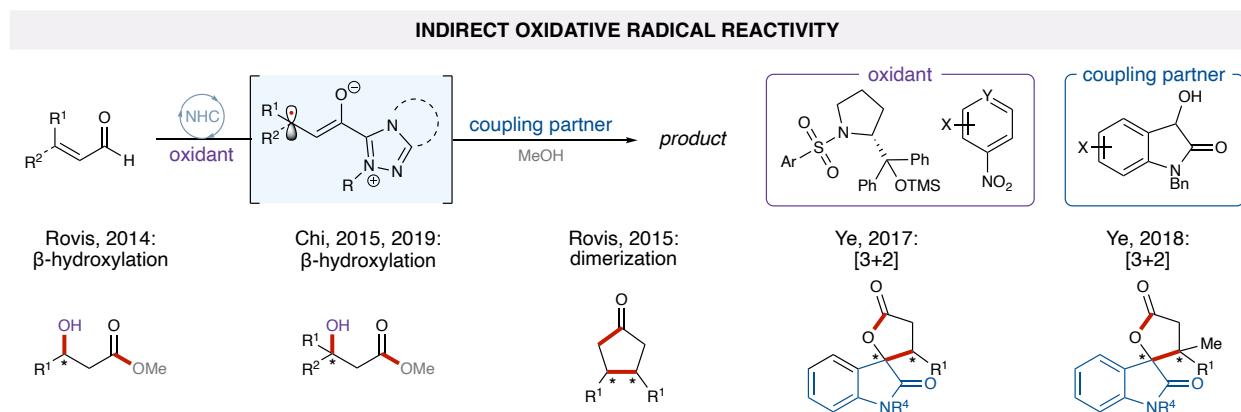 INDIRECT OXIDATIVE RADICAL REACTIVITY
oxidant
coupling partner
R¹
R²
O
H
NHC
oxidant
R¹
R²
O⊖
N
N
N
⊕
R
coupling partner
MeOH
product
N
O
S
O
Ar
Ph
Ph
OTMS
Y
X
NO₂
OH
X
O
N
Bn
Rovis, 2014:
β-hydroxylation
Chi, 2015, 2019:
β-hydroxylation
Rovis, 2015:
dimerization
Ye, 2017:
[3+2]
Ye, 2018:
[3+2]
OH
O
R¹
*
OMe
R¹
OH
O
R²
*
OMe
O
*
*
R¹
R¹
O
O
*
*
R¹
O
NR⁴
O
O
Me
*
*
R¹
O
NR⁴